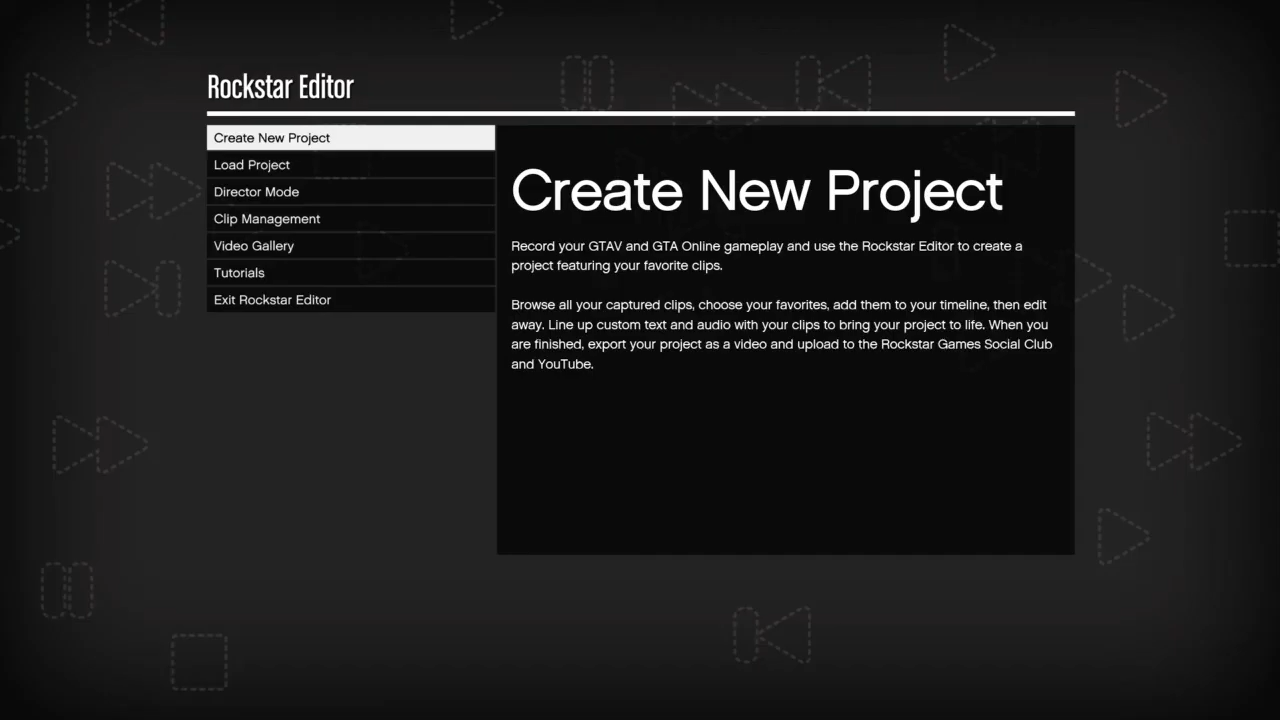 Rockstar Editor
Create New Project
Load Project
Director Mode
Clip Management
Video Gallery
Tutorials
Exit Rockstar Editor
Create New Project
Record your GTAV and GTA Online gameplay and use the Rockstar Editor to create a
project featuring your favorite clips.
Browse all your captured clips, choose your favorites, add them to your timeline, then edit
away. Line up custom text and audio with your clips to bring your project to life. When you
are finished, export your project as a video and upload to the Rockstar Games Social Club
and YouTube.